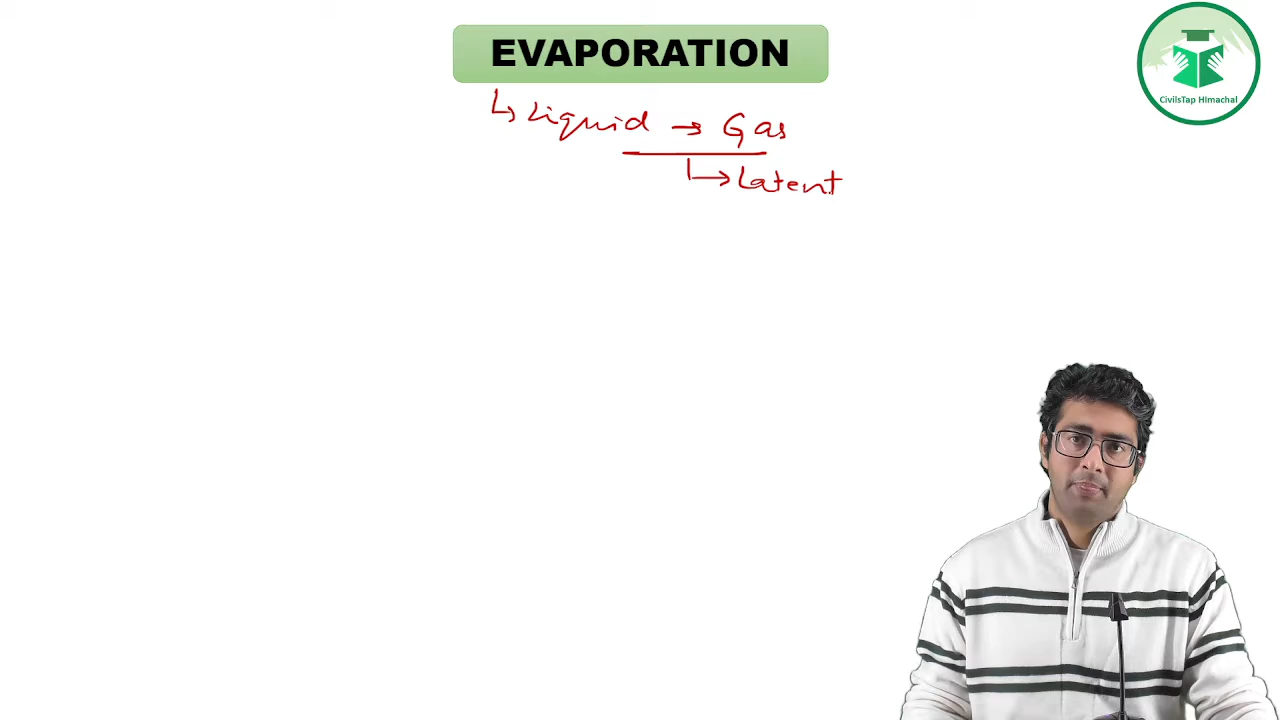 EVAPORATION
CivilsTap Himachal
↳ Liquid → Gas
↳ Latent